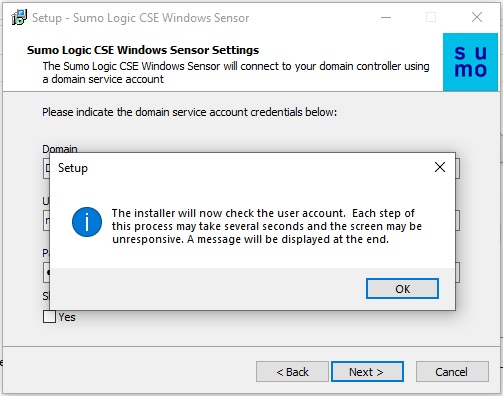 Setup - Sumo Logic CSE Windows Sensor
Sumo Logic CSE Windows Sensor Settings
The Sumo Logic CSE Windows Sensor will connect to your domain controller using
a domain service account
su
mo
Please indicate the domain service account credentials below:
Domain
Setup
The installer will now check the user account. Each step of
this process may take several seconds and the screen may be
unresponsive. A message will be displayed at the end.
OK
Yes
< Back
Next >
Cancel